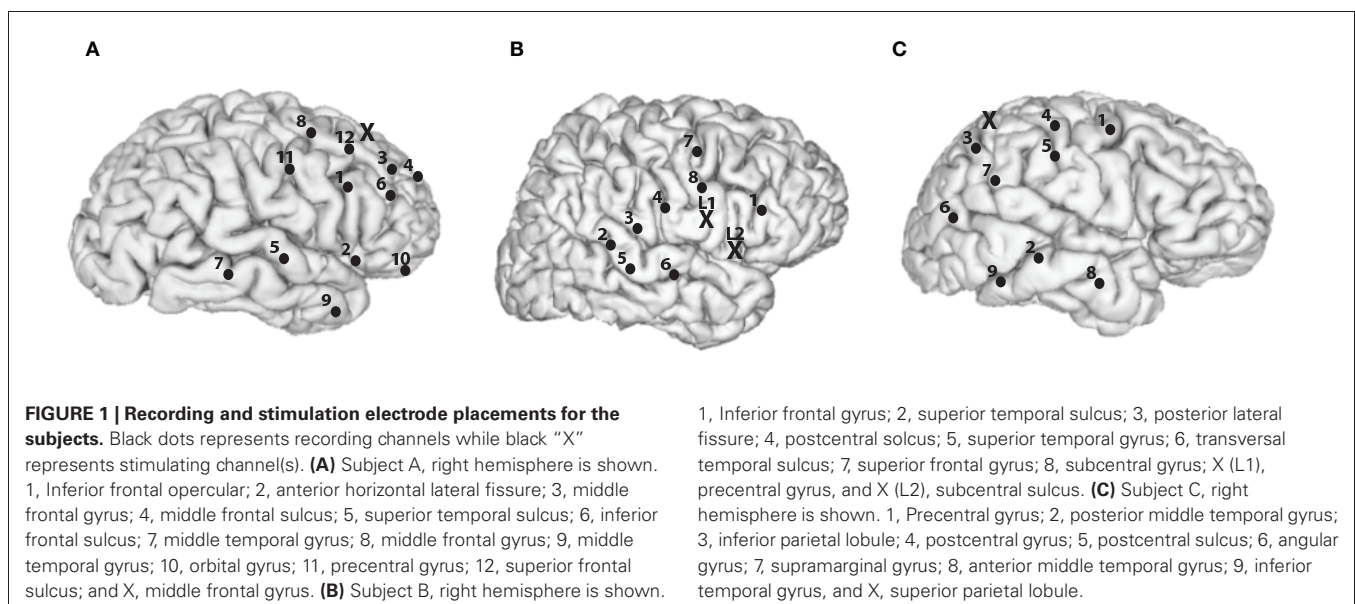 A
B
C
8
12
X
11
3
4
1
6
5
2
7
10
9
7
8
L1
4
1
3
L2
2
X
X
5
6
X
4
1
3
5
7
6
2
9
8
FIGURE 1 | Recording and stimulation electrode placements for the
subjects. Black dots represents recording channels while black “X”
represents stimulating channel(s). (A) Subject A, right hemisphere is shown.
1, Inferior frontal opercular; 2, anterior horizontal lateral fissure; 3, middle
frontal gyrus; 4, middle frontal sulcus; 5, superior temporal sulcus; 6, inferior
frontal sulcus; 7, middle temporal gyrus; 8, middle frontal gyrus; 9, middle
temporal gyrus; 10, orbital gyrus; 11, precentral gyrus; 12, superior frontal
sulcus; and X, middle frontal gyrus. (B) Subject B, right hemisphere is shown.
1, Inferior frontal gyrus; 2, superior temporal sulcus; 3, posterior lateral
fissure; 4, postcentral solcus; 5, superior temporal gyrus; 6, transversal
temporal sulcus; 7, superior frontal gyrus; 8, subcentral gyrus; X (L1),
precentral gyrus, and X (L2), subcentral sulcus. (C) Subject C, right
hemisphere is shown. 1, Precentral gyrus; 2, posterior middle temporal gyrus;
3, inferior parietal lobule; 4, postcentral gyrus; 5, postcentral sulcus; 6, angular
gyrus; 7, supramarginal gyrus; 8, anterior middle temporal gyrus; 9, inferior
temporal gyrus, and X, superior parietal lobule.